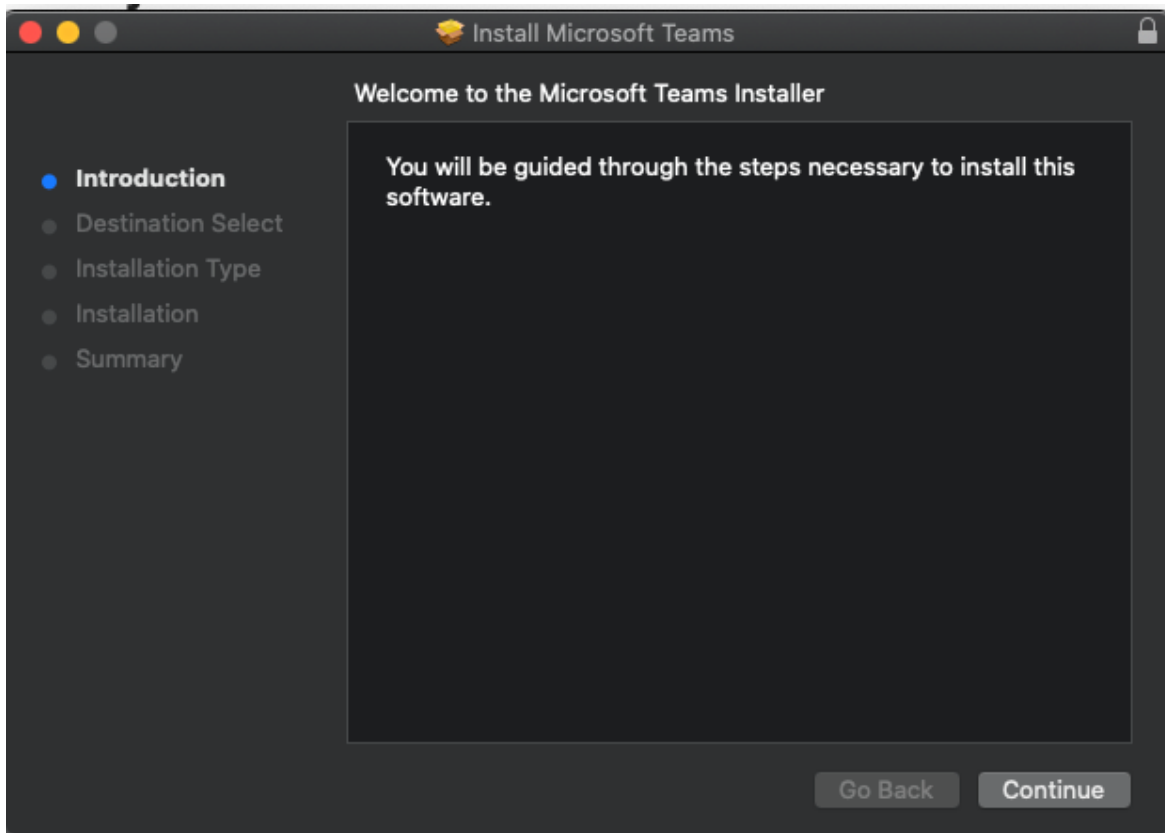 Install Microsoft Teams
Welcome to the Microsoft Teams Installer
Introduction
Destination Select
Installation Type
Installation
Summary
You will be guided through the steps necessary to install this
software.
Go Back
Continue